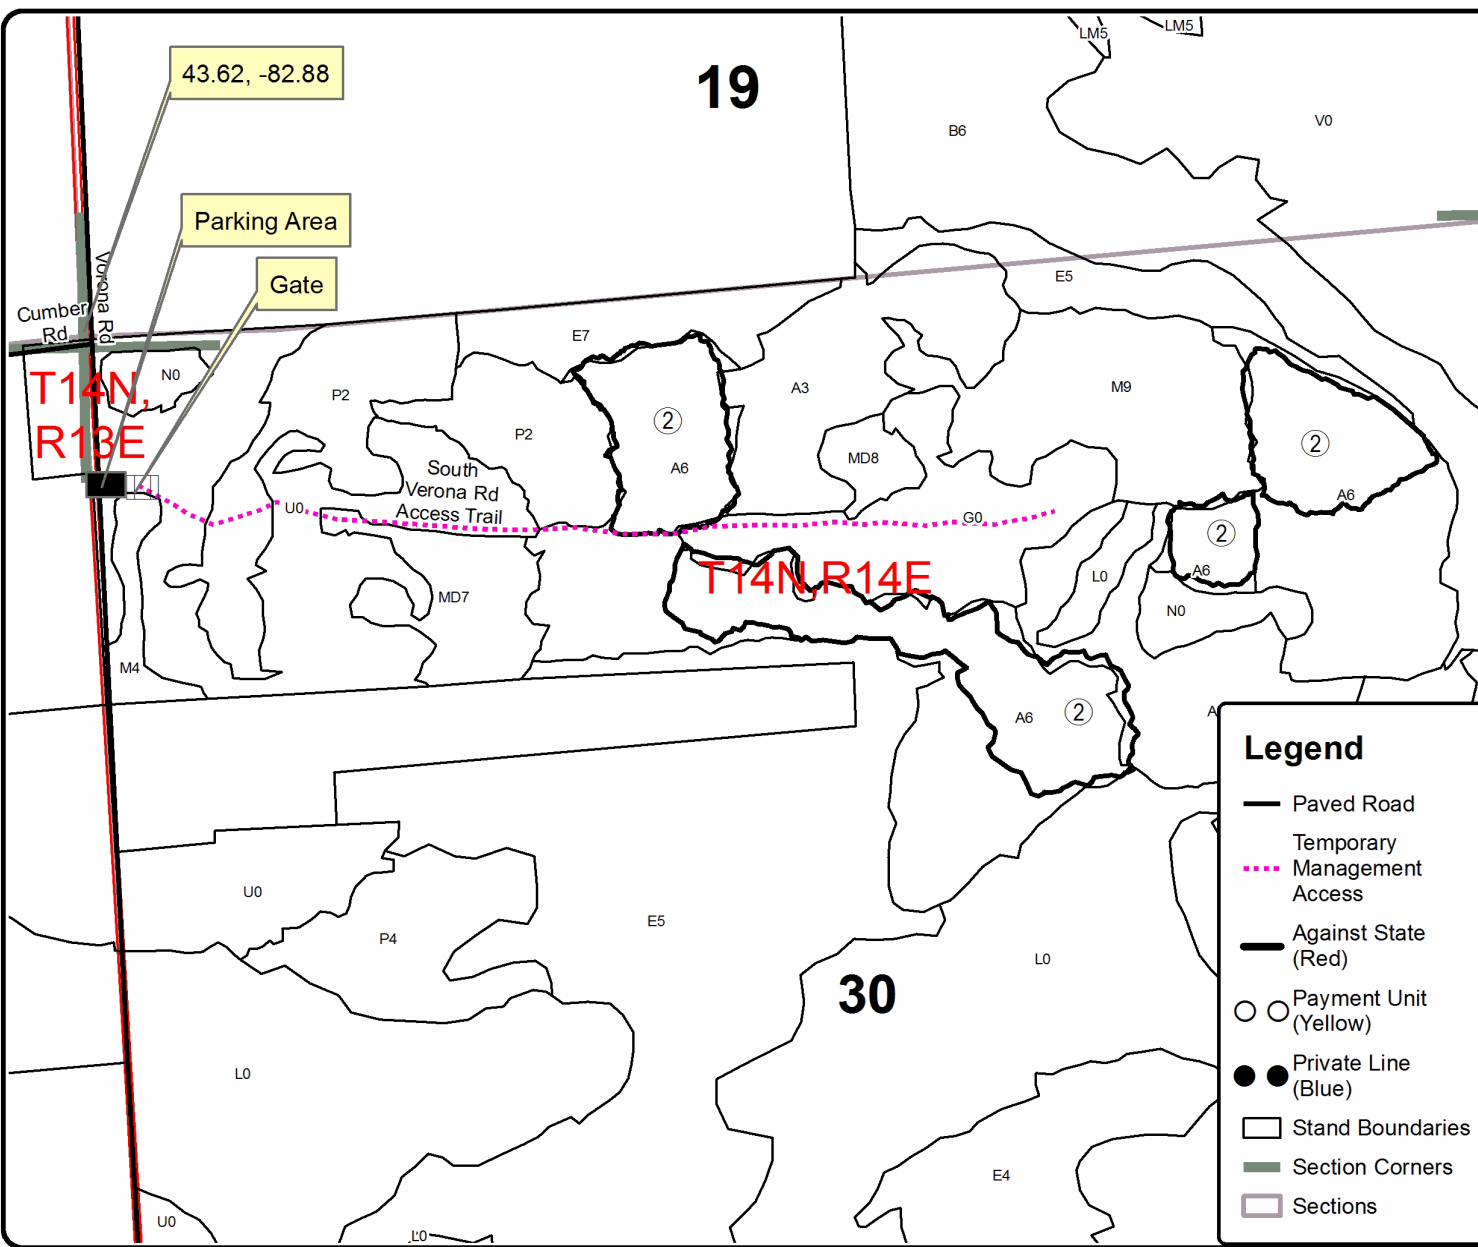 LM5
LM5
43.62, -82.88
19
V0
B6
Parking Area
Verona Rd
Gate
E5
Cumber
Rd
E7
N0
T14N,
R13E
P2
A3
M9
2
P2
2
MD8
A6
South
Verona Rd
Access Trail
A6
U0
G0
2
A6
T14N,R14E
L0
MD7
N0
M4
A6
2
A
Legend
Paved Road
Temporary
Management
Access
Against State
(Red)
Payment Unit
(Yellow)
Private Line
(Blue)
Stand Boundaries
Section Corners
Sections
U0
E5
P4
L0
30
L0
E4
U0
L0